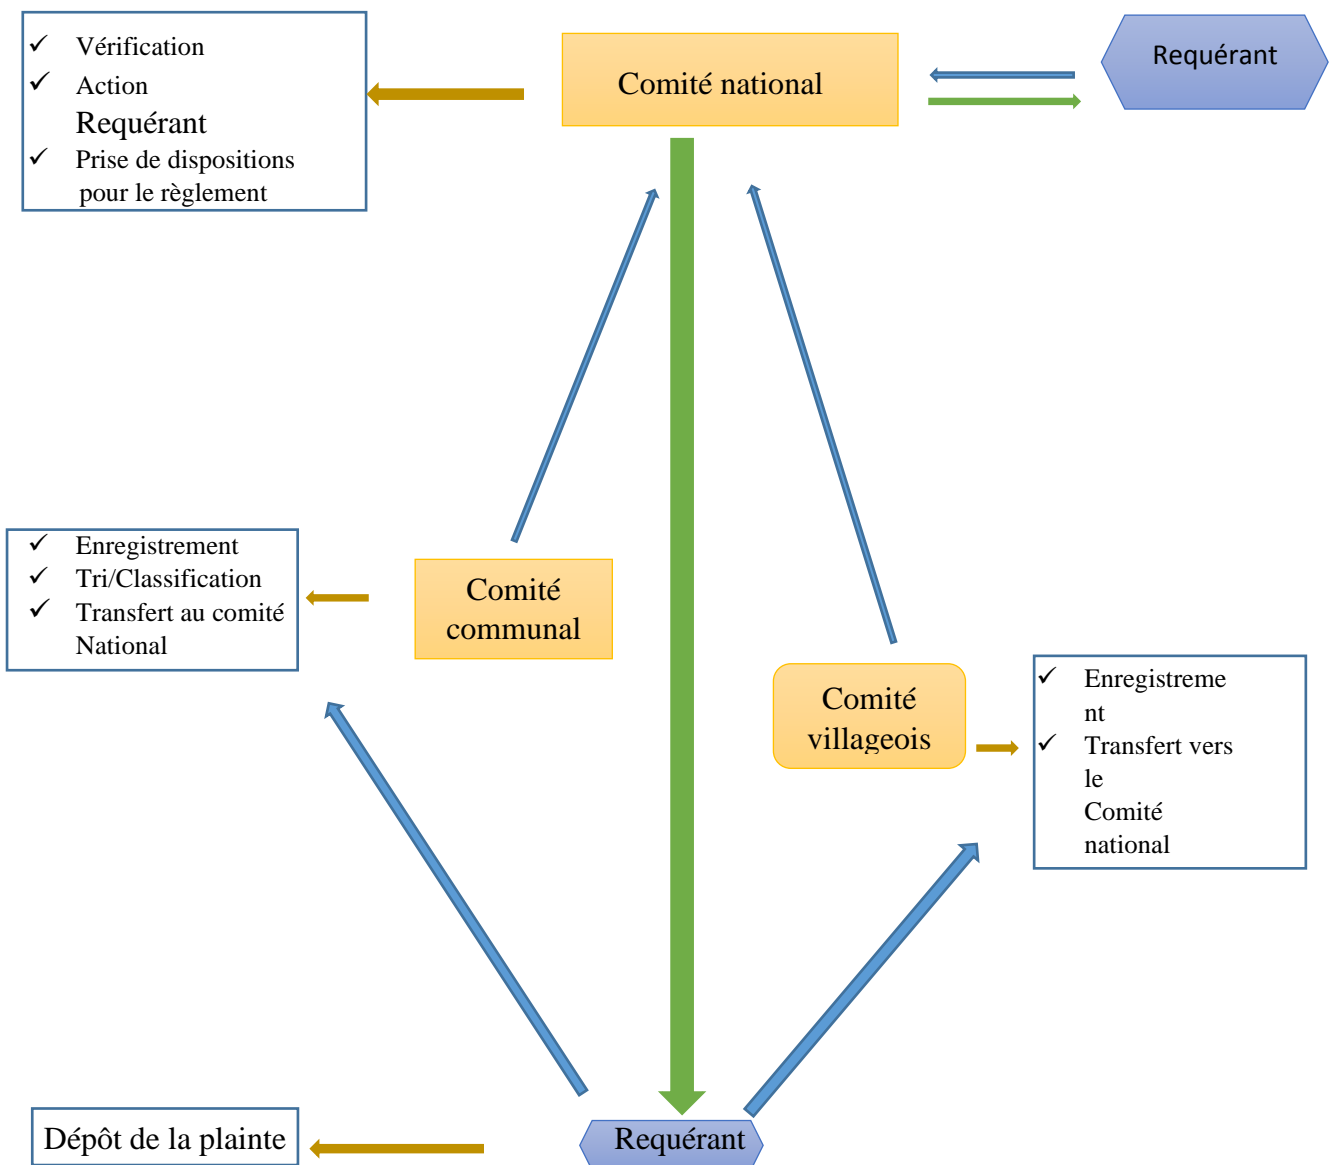 ✓ Vérification
✓ Action
Requérant
✓ Prise de dispositions
pour le règlement
Comité national
Requérant
✓ Enregistrement
✓ Tri/Classification
✓ Transfert au comité
National
Comité
communal
Comité
villageois
✓ Enregistreme
nt
✓ Transfert vers
le
Comité
national
Dépôt de la plainte
Requérant